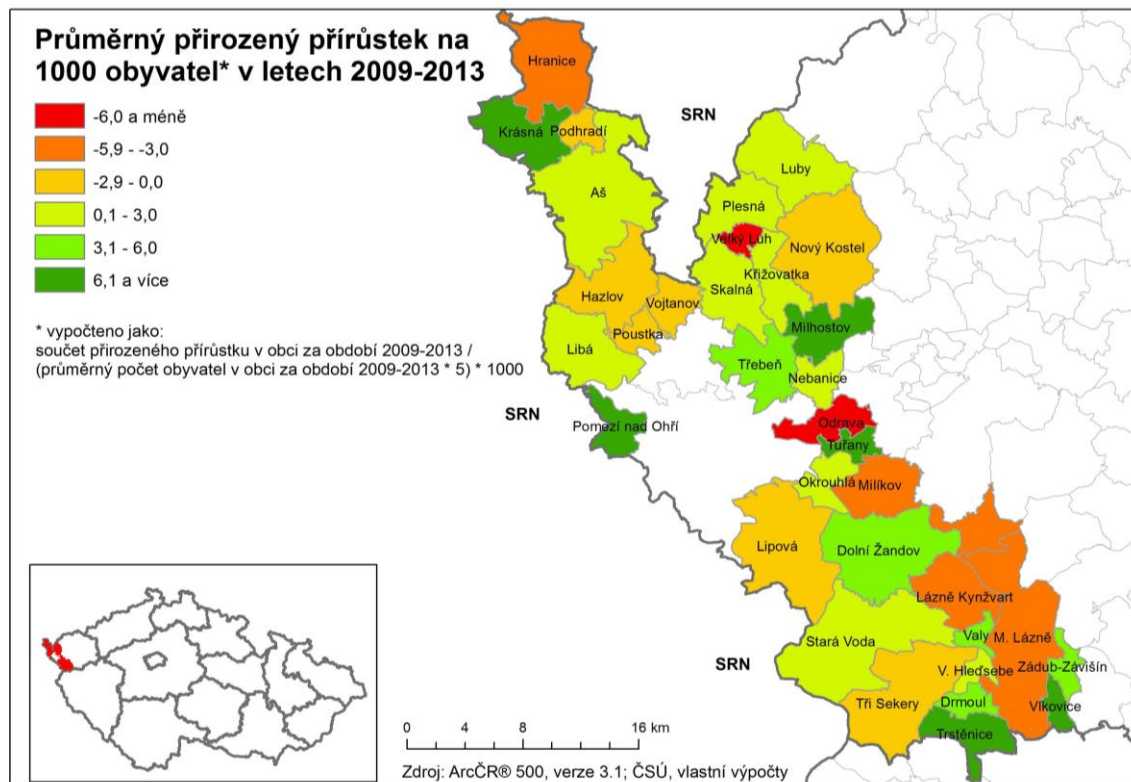 Průměrný přirozený přírůstek na
1000 obyvatel* v letech 2009-2013
-6,0 a méně
-5,9 - -3,0
-2,9 - 0,0
0,1 - 3,0
3,1 - 6,0
6,1 a více
* vypočteno jako:
součet přirozeného přírůstku v obci za období 2009-2013 /
(průměrný počet obyvatel v obci za období 2009-2013 * 5) * 1000
Hranice
SRN
Krásná
Podhradí
Luby
Aš
Plesná
Velký Luh
Nový Kostel
Křižovatka
Hazlov
Vojtanov
Skalná
Milhostov
Poustka
Libá
Třebeň
Nebanice
SRN
Pomezí nad Ohří
Odrava
Tuřany
Okrouhlá
Milíkov
Lipová
Dolní Žandov
Lázně Kynžvart
Stará Voda
Valy
M. Lázně
SRN
V. Hleďsebe
Zádub-Závišín
Tři Sekery
Drmoul
Vlkovice
Trstěnice
0
16 km
Zdroj: ArcČR® 500, verze 3.1; ČSÚ, vlastní výpočty